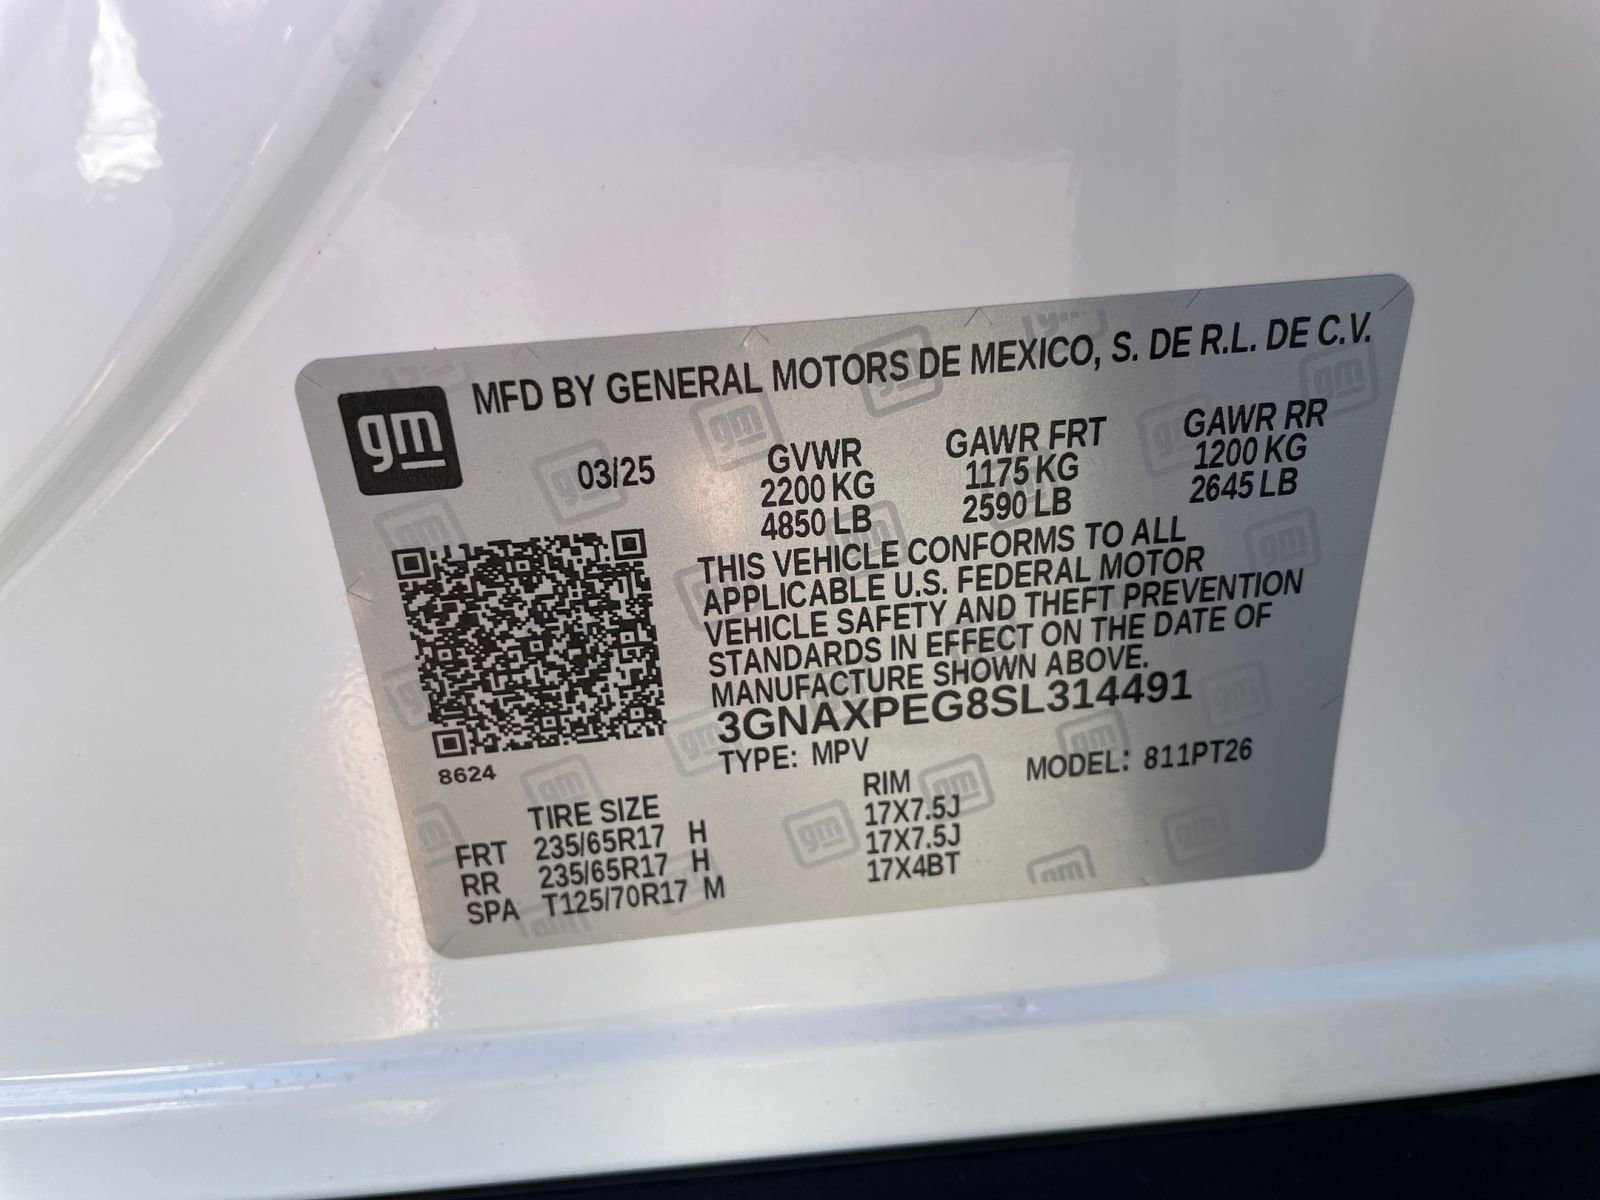 gm
MFD BY GENERAL MOTORS DE MEXICO, S. DE R.L. DE C.V.
03/25
GVWR
2200 KG
4850 LB
GAWR FRT
1175 KG
2590 LB
GAWR RR
1200 KG
2645 LB
THIS VEHICLE CONFORMS TO ALL
APPLICABLE U.S. FEDERAL MOTOR
VEHICLE SAFETY AND THEFT PREVENTION
STANDARDS IN EFFECT ON THE DATE OF
MANUFACTURE SHOWN ABOVE.
3GNAXPEG8SL314491
TYPE: MPV MODEL: 811PT26
8624
TIRE SIZE RIM
FRT 235/65R17 H 17X7.5J
RR 235/65R17 H 17X7.5J
SPA T125/70R17 M 17X4BT